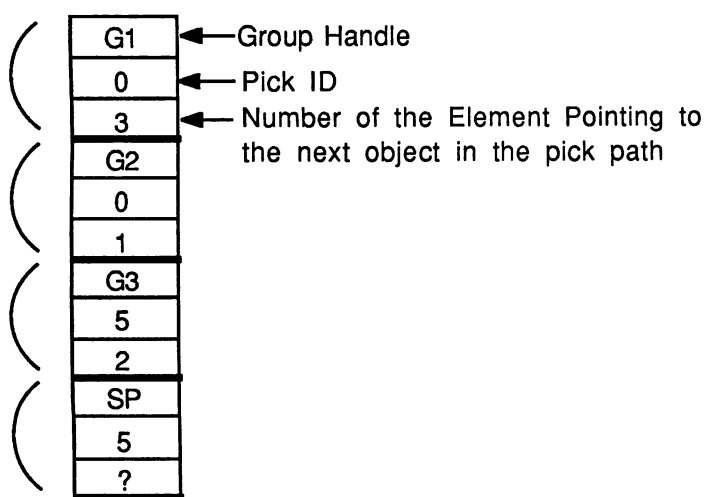 G1 Group Handle
0 Pick ID
3 Number of the Element Pointing to
the next object in the pick path
G2
0
1
G3
5
2
SP
5
?